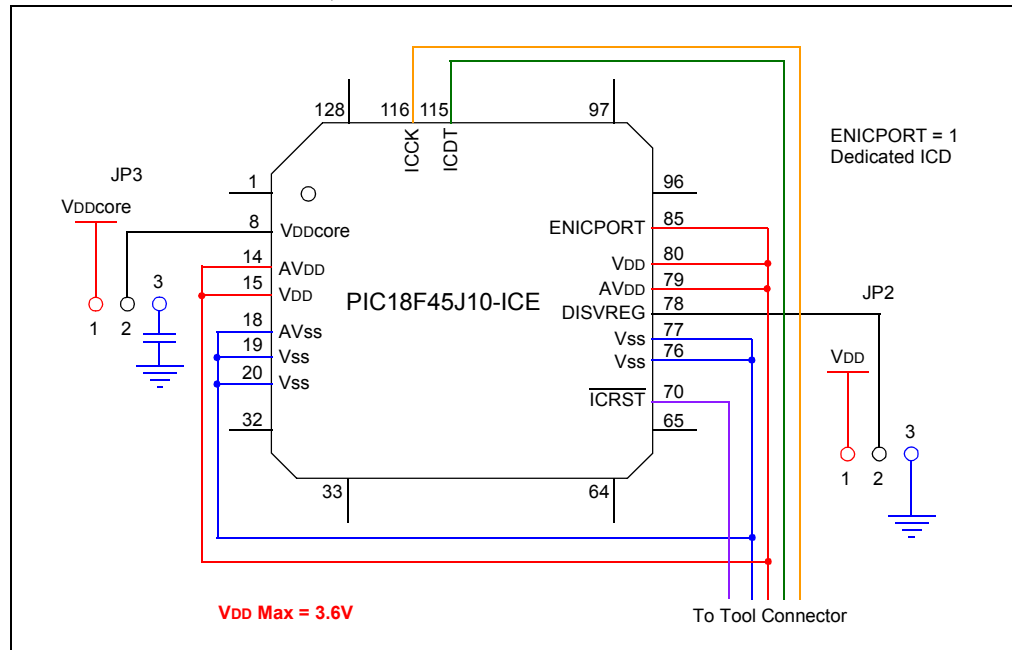 128
116
115
97
ICCK
ICDT
ENICPORT = 1
Dedicated ICD
JP3
VDDcore
1
96
8
VDDcore
ENICPORT
85
14
AVDD
VDD
80
15
VDD
AVDD
79
3
PIC18F45J10-ICE
DISVREG
78
JP2
1
2
18
AVss
Vss
77
19
Vss
Vss
76
VDD
20
Vss
ICRST
70
32
65
3
1
2
33
64
VDD Max = 3.6V
To Tool Connector